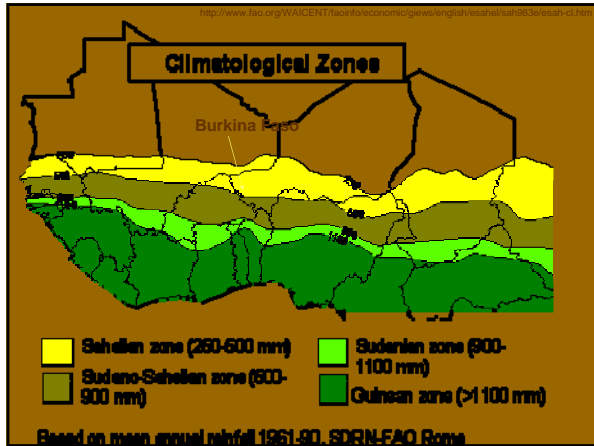 http://www.fao.org/WAICENT/faoinfo/economic/giews/english/esahel/sah983e/esah-cl.htm
Climatological Zones
Burkina Faso
Sahelian zone (250-500 mm)
Sudano-Sahelian zone (500-
900 mm)
Sudanian zone (900-
1100 mm)
Guinean zone (>1100 mm)
Based on mean annual rainfall 1961-90, SDRN-FAO Rome